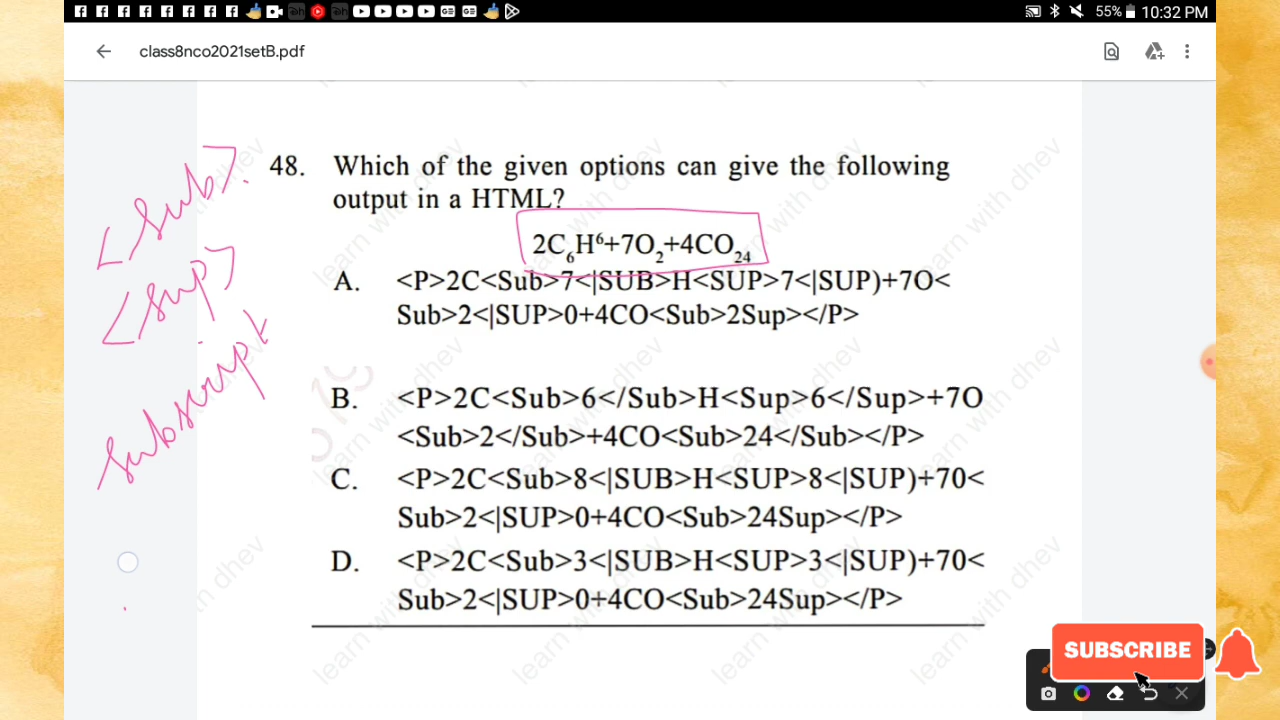 55% 10:32 PM
class8nco2021setB.pdf
48. Which of the given options can give the following
output in a HTML?
2C₆H⁶+7O₂+4CO₂₄
A. <P>2C<Sub>7<|SUB>H<SUP>7<|SUP)+7O<
Sub>2<|SUP>0+4CO<Sub>2Sup></P>
B. <P>2C<Sub>6</Sub>H<Sup>6</Sup>+7O
<Sub>2</Sub>+4CO<Sub>24</Sub></P>
C. <P>2C<Sub>8<|SUB>H<SUP>8<|SUP)+70<
Sub>2<|SUP>0+4CO<Sub>24Sup></P>
D. <P>2C<Sub>3<|SUB>H<SUP>3<|SUP)+70<
Sub>2<|SUP>0+4CO<Sub>24Sup></P>
<Sub>
<Sup>
Subscript
learn with dhev
SUBSCRIBE